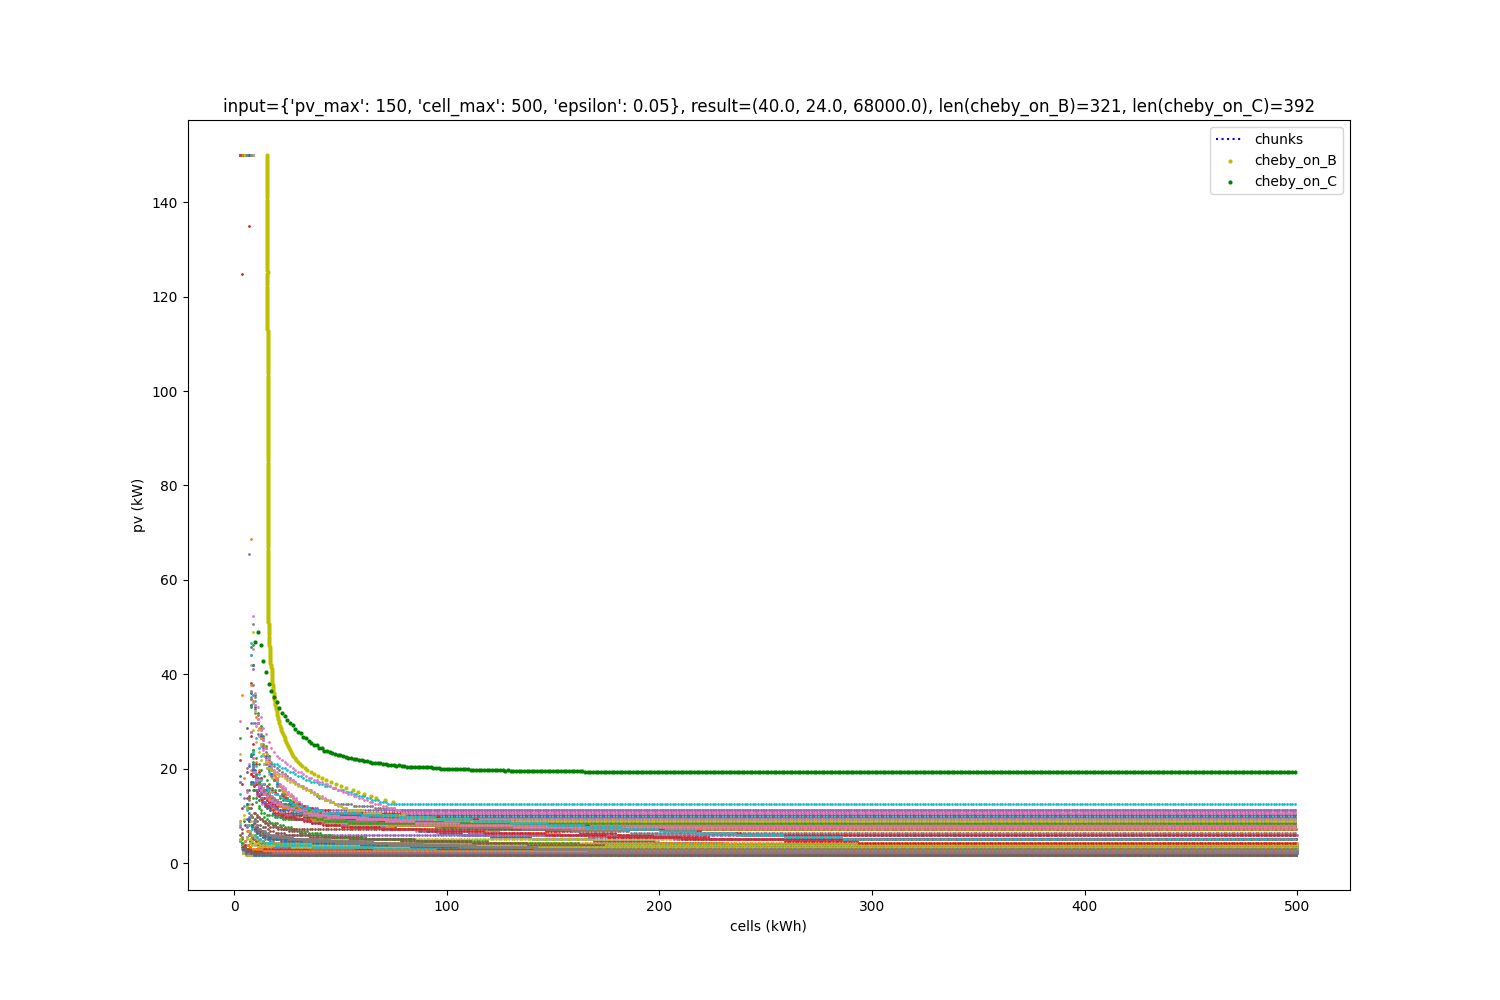 input={'pv_max': 150, 'cell_max': 500, 'epsilon': 0.05}, result=(40.0, 24.0, 68000.0), len(cheby_on_B)=321, len(cheby_on_C)=392
chunks
cheby_on_B
cheby_on_C
140
120
100
80
60
40
20
0
pv (kW)
0 100 200 300 400 500
cells (kWh)